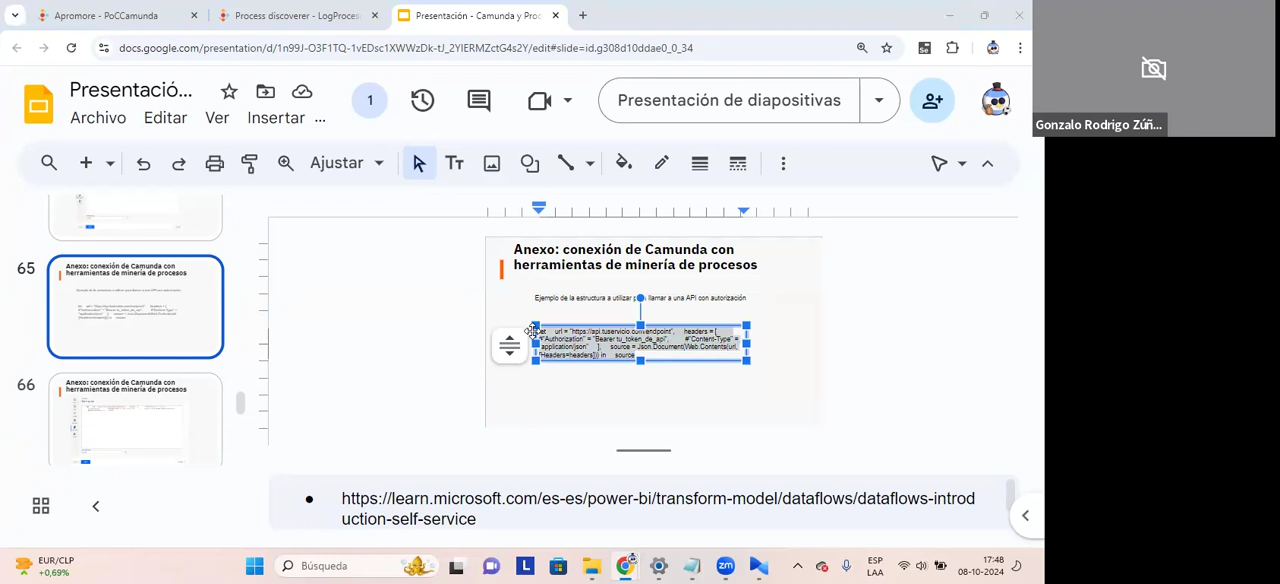 Apromore - PoCCamunda
Process discoverer - LogProces
Presentación - Camunda y Proc
docs.google.com/presentation/d/1n99J-O3F1TQ-1vEDsc1XWWzDk-tJ_2YlERMZctG4s2Y/edit#slide=id.g308d10ddae0_0_34
Presentació...
1
Presentación de diapositivas
Archivo Editar Ver Insertar ...
Ajustar
65
Anexo: conexión de Camunda con
herramientas de minería de procesos
66
Anexo: conexión de Camunda con
herramientas de minería de procesos
Anexo: conexión de Camunda con
herramientas de minería de procesos
Ejemplo de la estructura a utilizar llamar a una API con autorización
url = "https://api.tuservicio.com/endpoint", headers = [
#"Authorization" = "Bearer tu_token_de_api", #"Content-Type" =
"application/json" ], source = Json.Document(Web.Contents(url,
[Headers=headers])) in source
● https://learn.microsoft.com/es-es/power-bi/transform-model/dataflows/dataflows-introd
uction-self-service
Gonzalo Rodrigo Zúñ...
EUR/CLP
+0,69%
Búsqueda
L
zm
ESP
LAA
17:48
08-10-2024